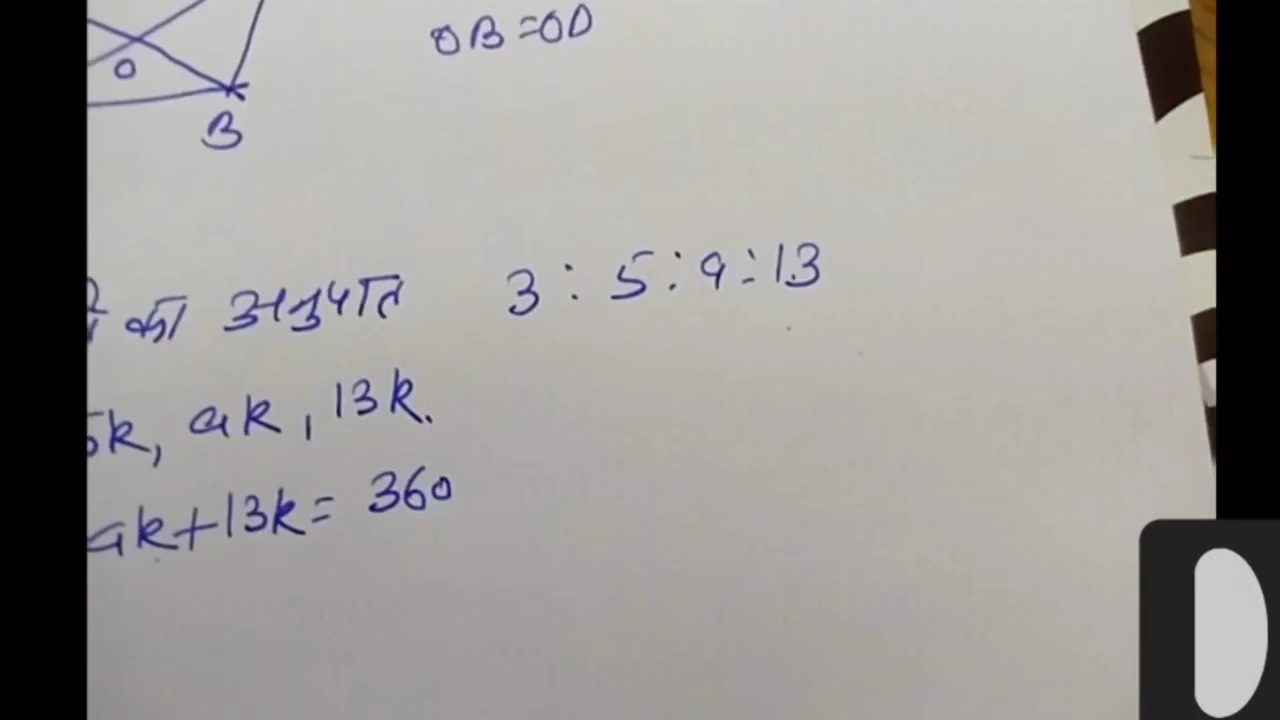 OB=OD
O
B
का अनुपात 3:5:9:13
5k, 9k, 13k.
9k+13k= 360